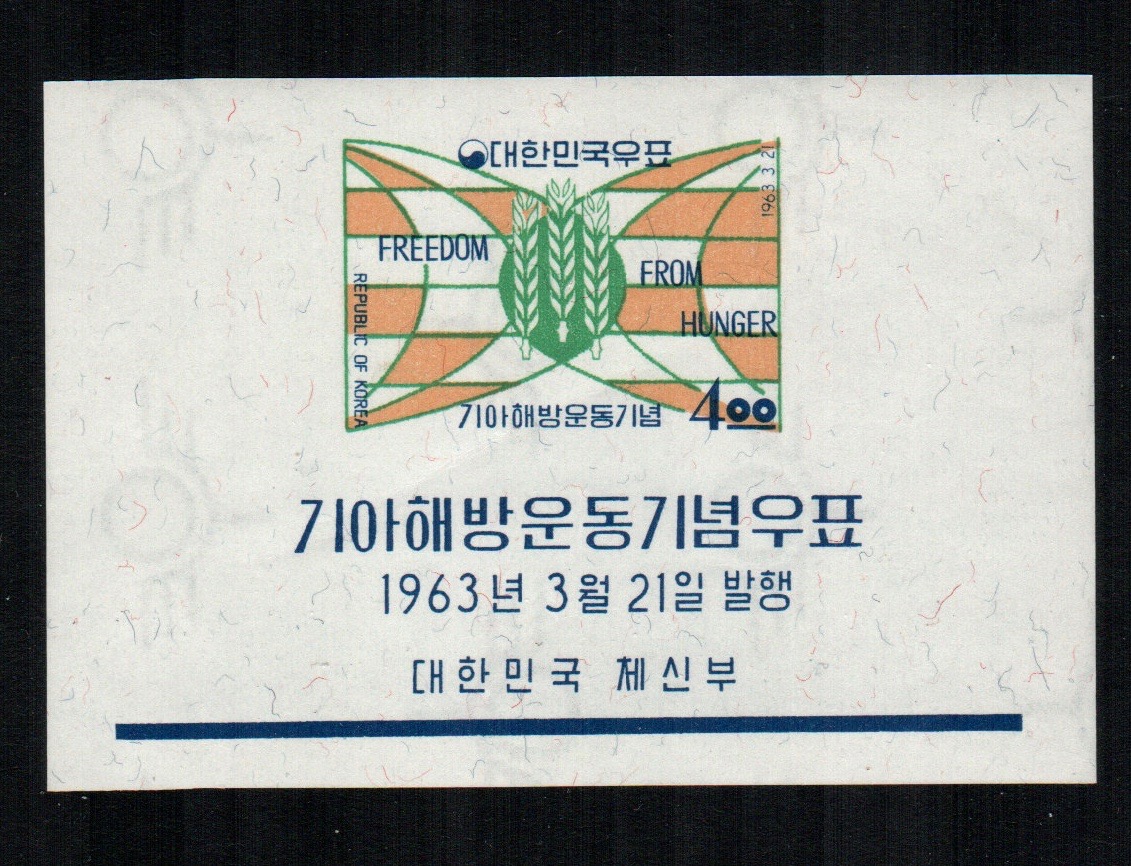 대한민국우표
1963 3 21
FREEDOM
FROM
HUNGER
REPUBLIC OF KOREA
기아해방운동기념
400
기아해방운동기념우표
1963년 3월 21일 발행
대한민국 체신부